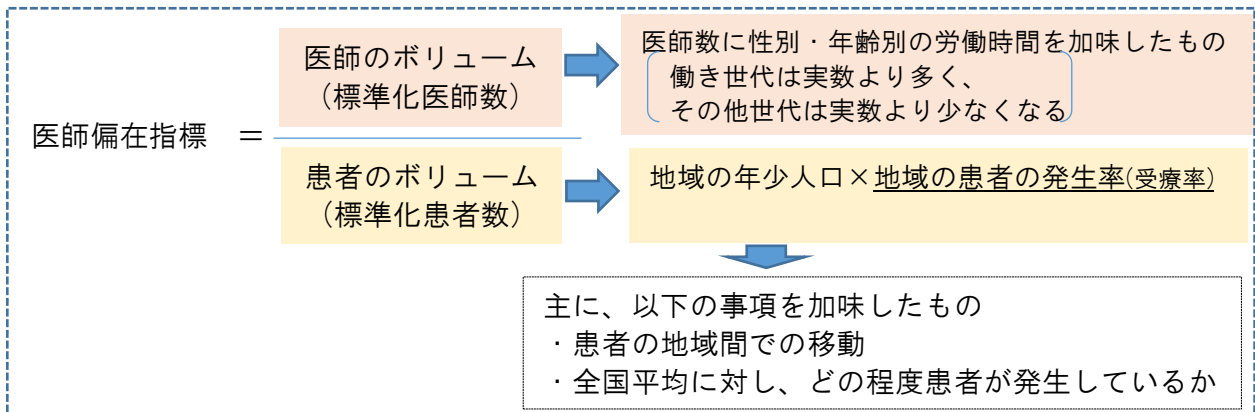 医師偏在指標 ＝
医師のボリューム
（標準化医師数）
医師数に性別・年齢別の労働時間を加味したもの
働き世代は実数より多く、
その他世代は実数より少なくなる
患者のボリューム
（標準化患者数）
地域の年少人口×地域の患者の発生率(受療率)
主に、以下の事項を加味したもの
・患者の地域間での移動
・全国平均に対し、どの程度患者が発生しているか